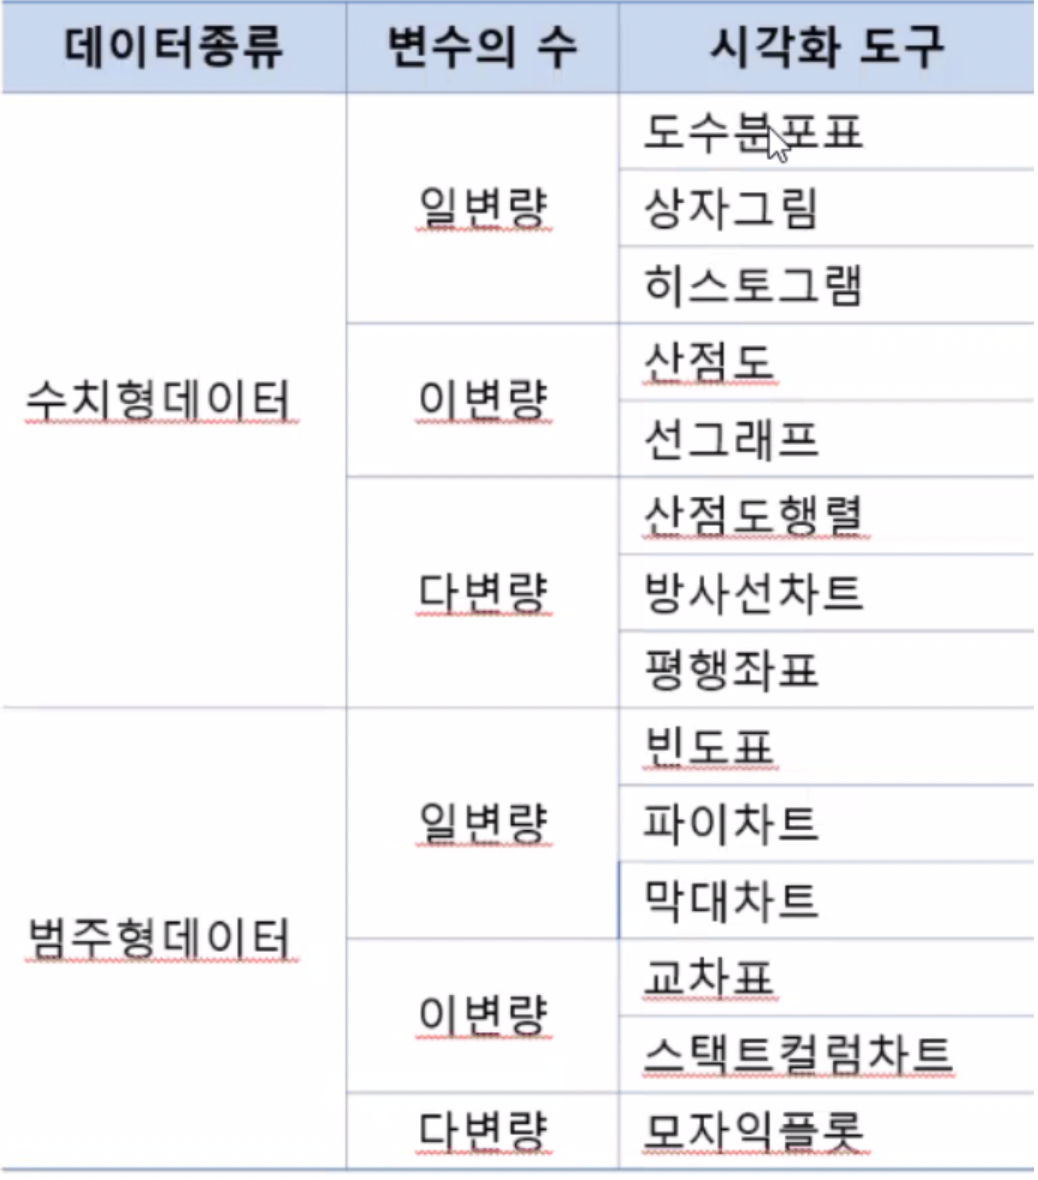 데이터종류 변수의 수 시각화 도구
도수분포표
상자그림
일변량
히스토그램
산점도
수치형데이터 이변량
선그래프
산점도행렬
다변량
방사선차트
평행좌표
빈도표
일변량
파이차트
막대차트
범주형데이터
교차표
이변량
스택트컬럼차트
다변량 모자익플롯